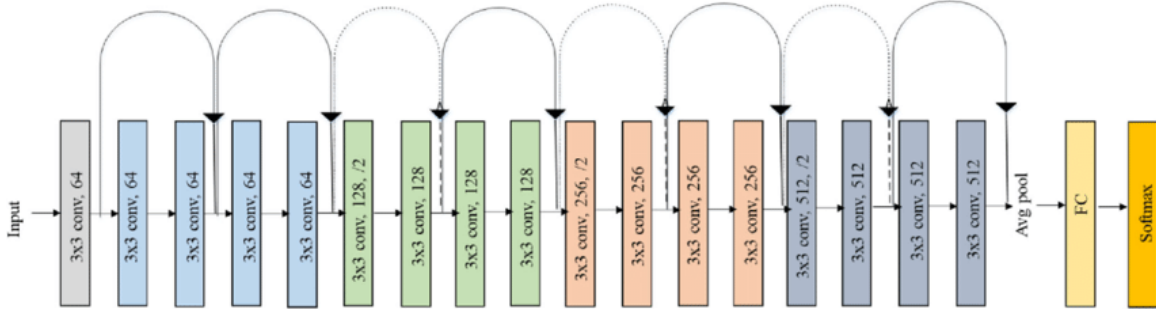 Input
3x3 conv, 64
3x3 conv, 64
3x3 conv, 64
3x3 conv, 64
3x3 conv, 64
3x3 conv, 128, /2
3x3 conv, 128
3x3 conv, 128
3x3 conv, 128
3x3 conv, 256, /2
3x3 conv, 256
3x3 conv, 256
3x3 conv, 256
3x3 conv, 512, /2
3x3 conv, 512
3x3 conv, 512
3x3 conv, 512
Avg pool
FC
Softmax